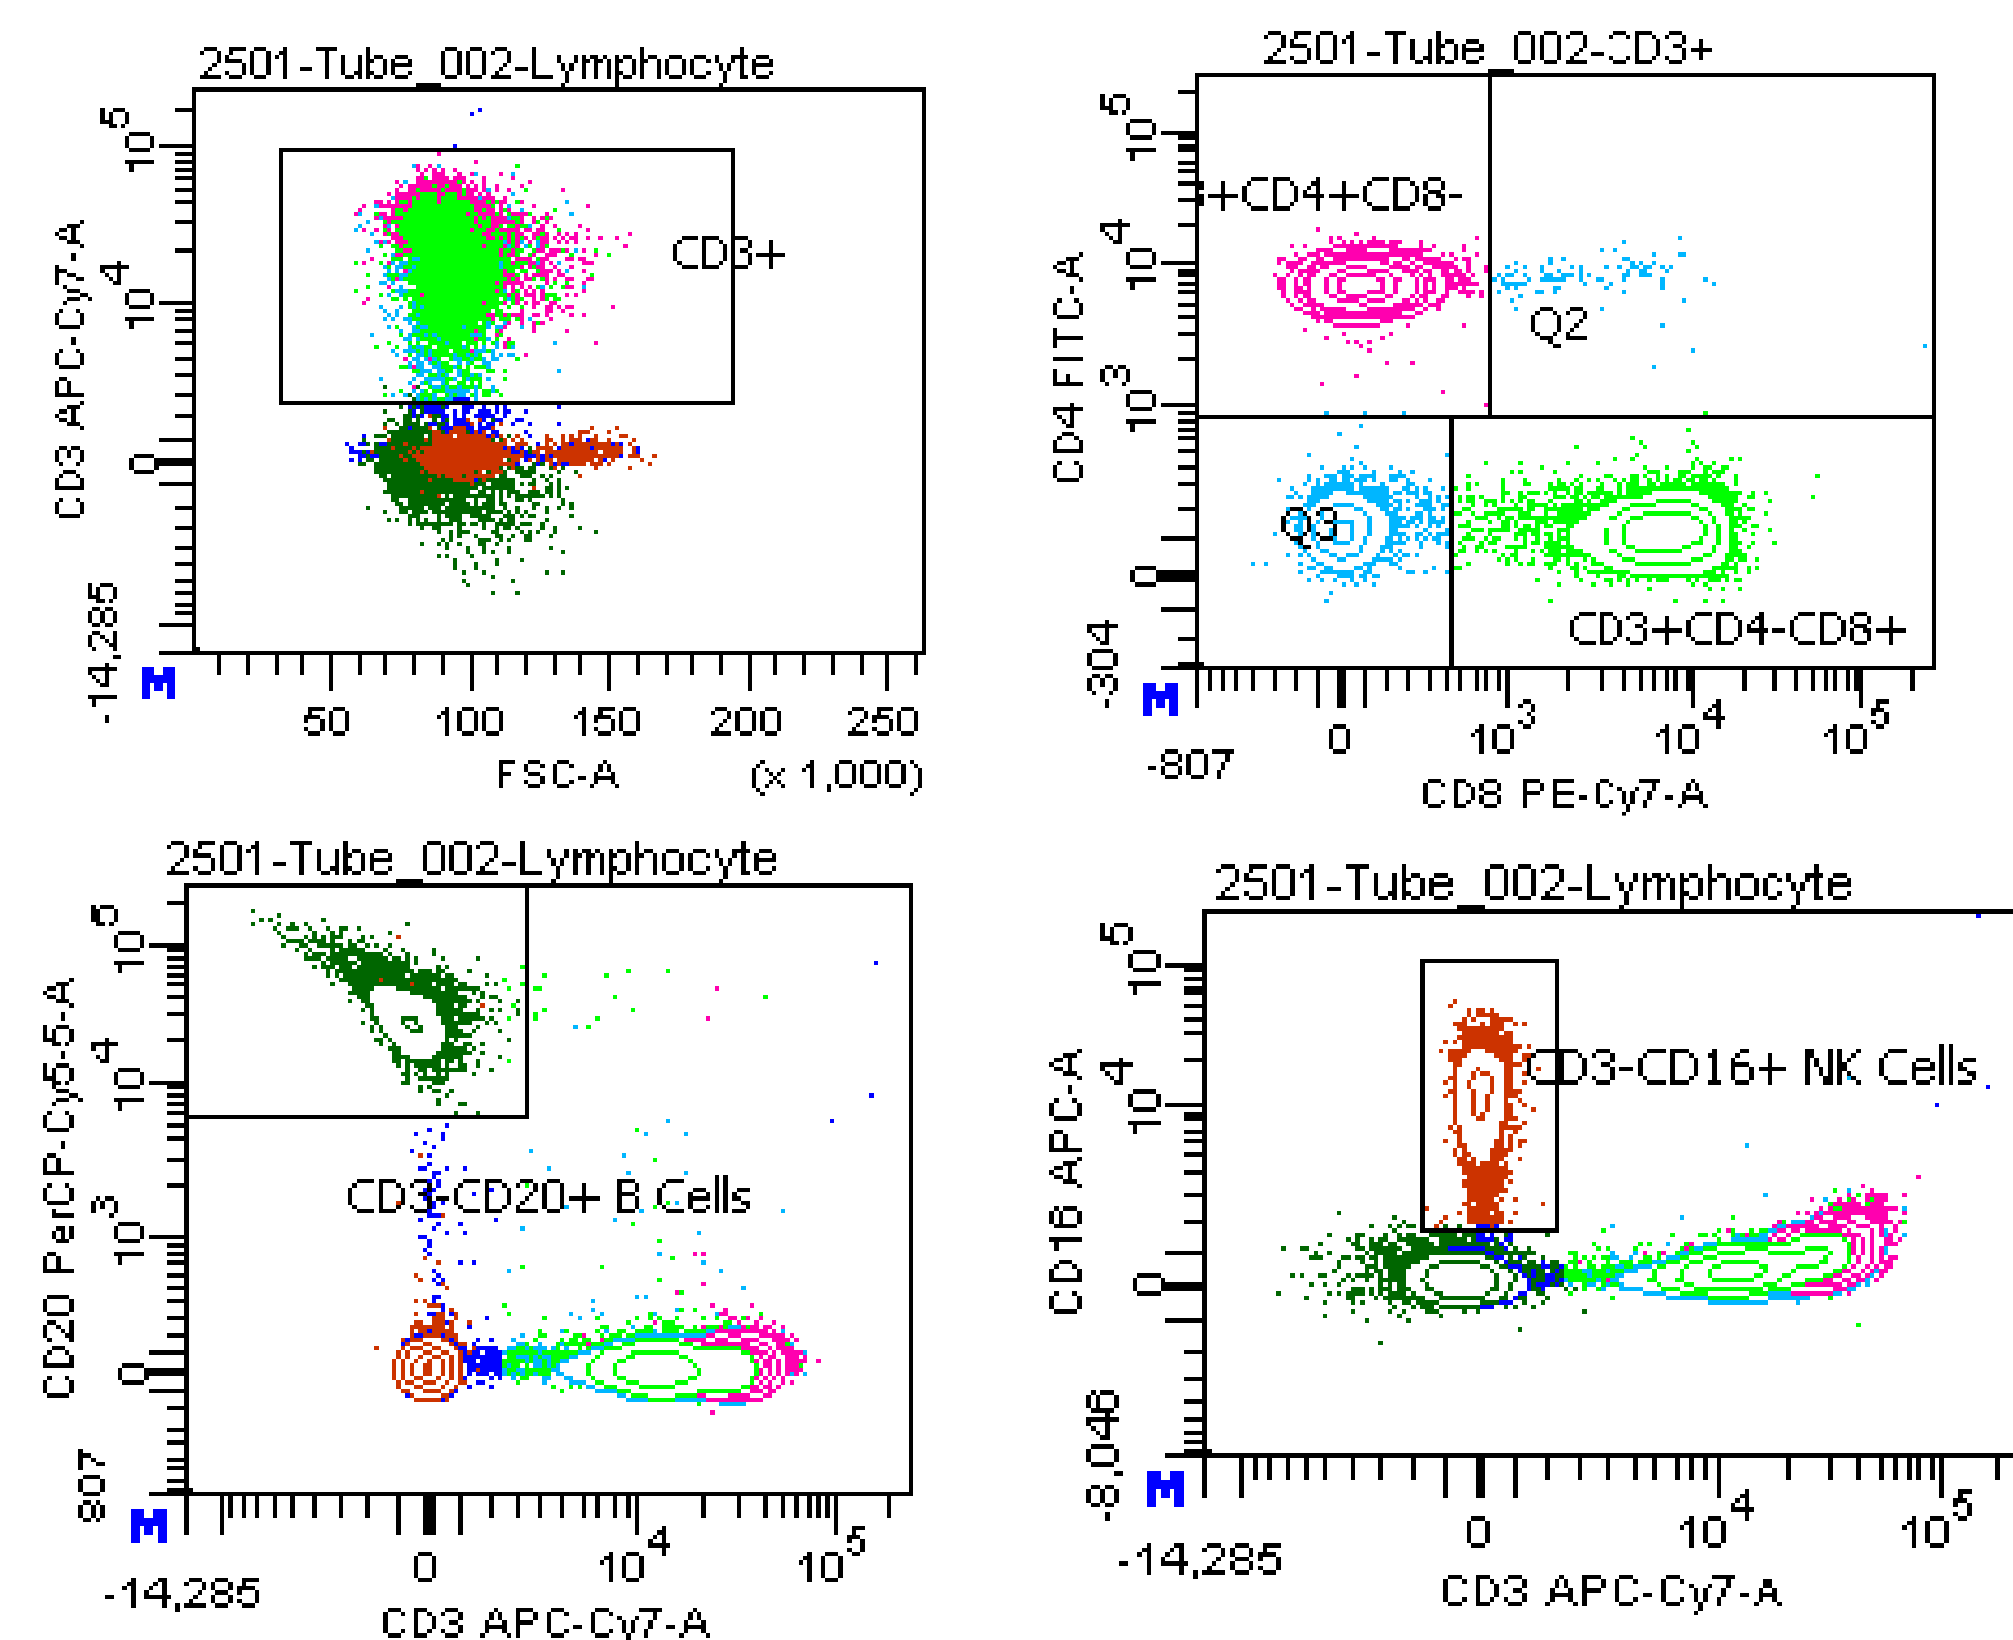 2501-Tube_002-Lymphocyte
CD3 APC-Cy7-A
10^5
10^4
0
-14,285
CD3+
M
50 100 150 200 250
FSC-A (x 1,000)
2501-Tube_002-CD3+
CD4 FITC-A
10^5
10^4
10^3
0
-304
+CD4+CD8-
Q2
Q3
CD3+CD4-CD8+
M
-807 0 10^3 10^4 10^5
CD8 PE-Cy7-A
2501-Tube_002-Lymphocyte
CD20 PerCP-Cy5-5-A
10^5
10^4
10^3
0
807
CD3-CD20+ B Cells
M
-14,285 0 10^4 10^5
CD3 APC-Cy7-A
2501-Tube_002-Lymphocyte
CD16 APC-A
10^5
10^4
0
-8,046
CD3-CD16+ NK Cells
M
-14,285 0 10^4 10^5
CD3 APC-Cy7-A